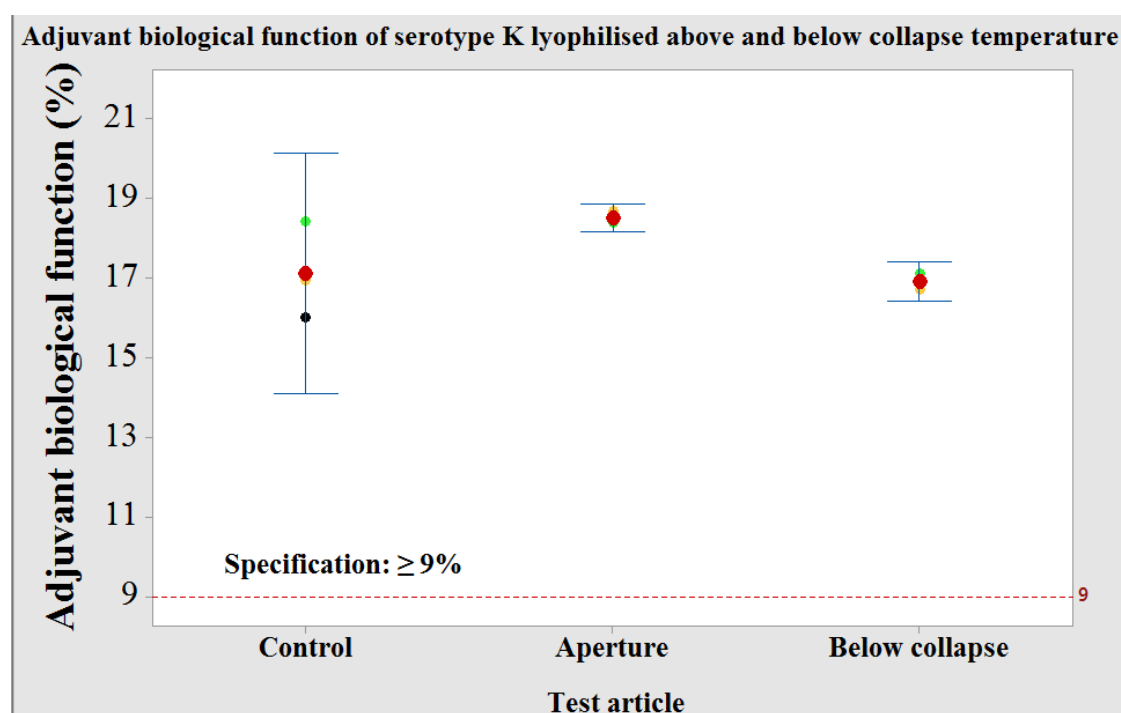 Adjuvant biological function of serotype K lyophilised above and below collapse temperature
Adjuvant biological function (%)
21
19
17
15
13
11
9
Specification: ≥ 9%
9
Control
Aperture
Below collapse
Test article